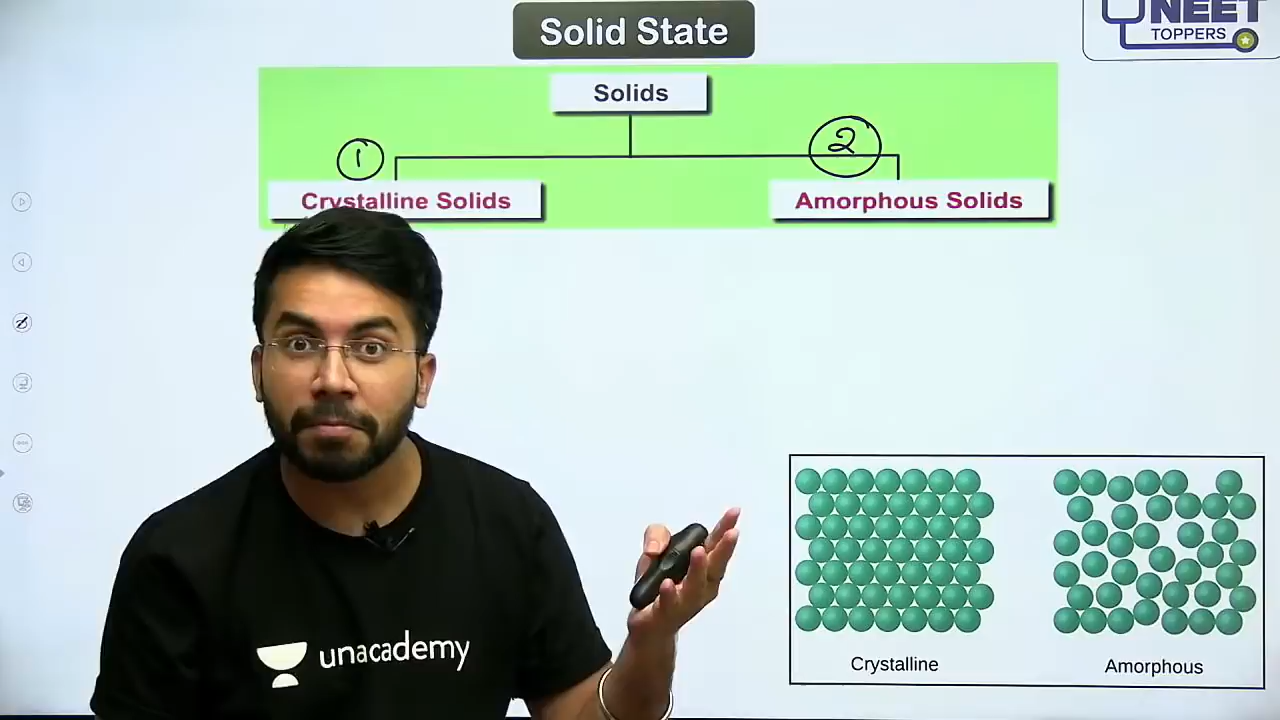 Solid State
NEET
TOPPERS
Solids
1
2
Crystalline Solids
Amorphous Solids
unacademy
Crystalline
Amorphous